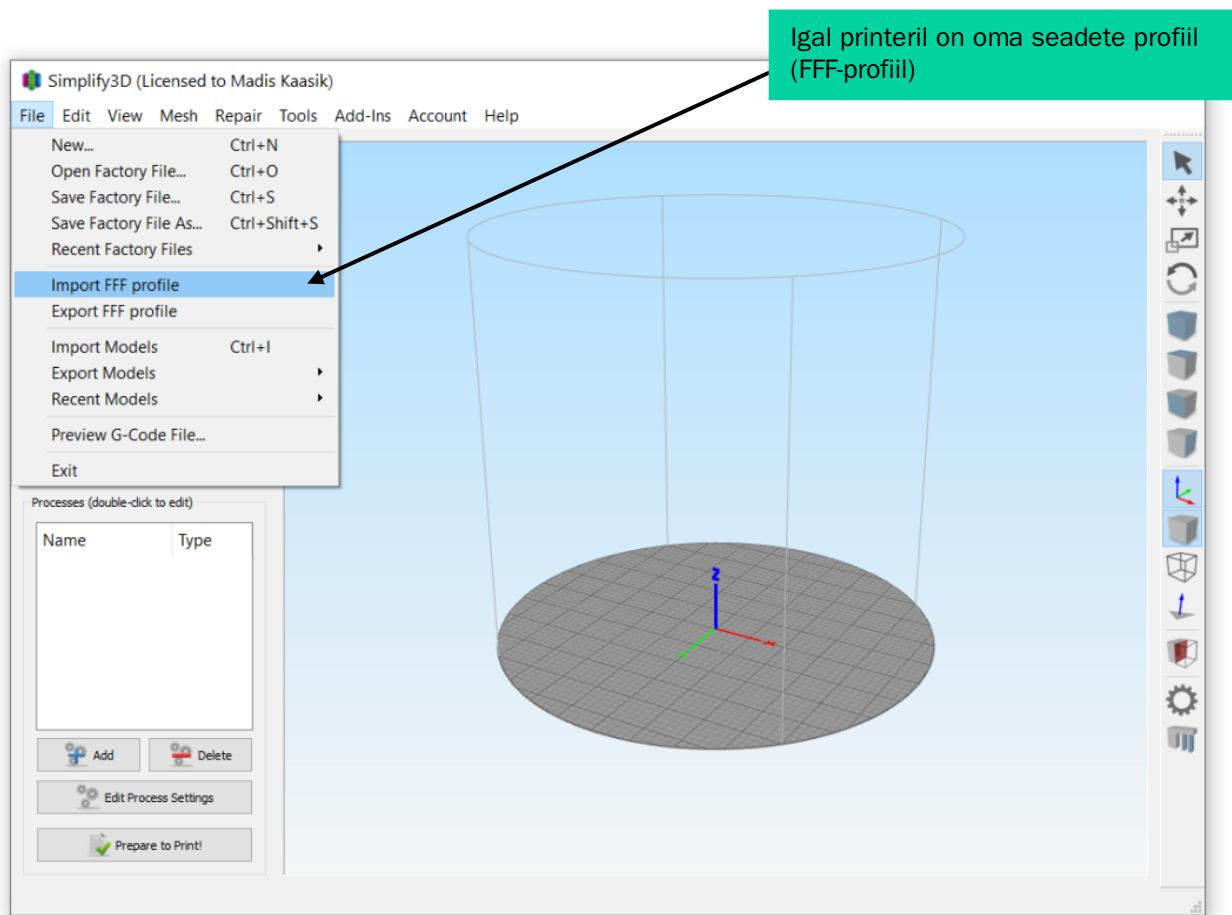 Igal printeril on oma seadete profiil
(FFF-profiil)
Simplify3D (Licensed to Madis Kaasik)
File Edit View Mesh Repair Tools Add-Ins Account Help
New... Ctrl+N
Open Factory File... Ctrl+O
Save Factory File... Ctrl+S
Save Factory File As... Ctrl+Shift+S
Recent Factory Files
Import FFF profile
Export FFF profile
Import Models Ctrl+I
Export Models
Recent Models
Preview G-Code File...
Exit
Processes (double-click to edit)
Name Type
Add Delete
Edit Process Settings
Prepare to Print!
Z
X
Y